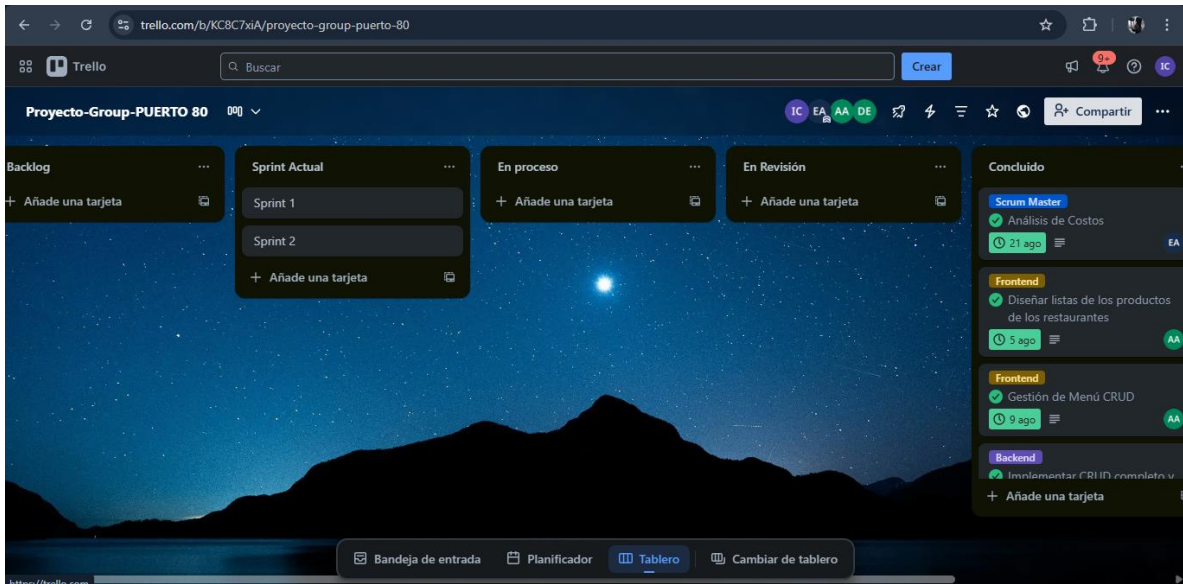 trello.com/b/KC8C7xiA/proyecto-group-puerto-80
Trello
Buscar
Crear
9+
IC
Proyecto-Group-PUERTO 80
IC EA AA DE
Compartir
Backlog
+ Añade una tarjeta
Sprint Actual
Sprint 1
Sprint 2
+ Añade una tarjeta
En proceso
+ Añade una tarjeta
En Revisión
+ Añade una tarjeta
Concluido
Scrum Master
Análisis de Costos
21 ago
EA
Frontend
Diseñar listas de los productos
de los restaurantes
5 ago
AA
Frontend
Gestión de Menú CRUD
9 ago
AA
Backend
Implementar CRUD completo y
+ Añade una tarjeta
Bandeja de entrada
Planificador
Tablero
Cambiar de tablero
https://trello.com